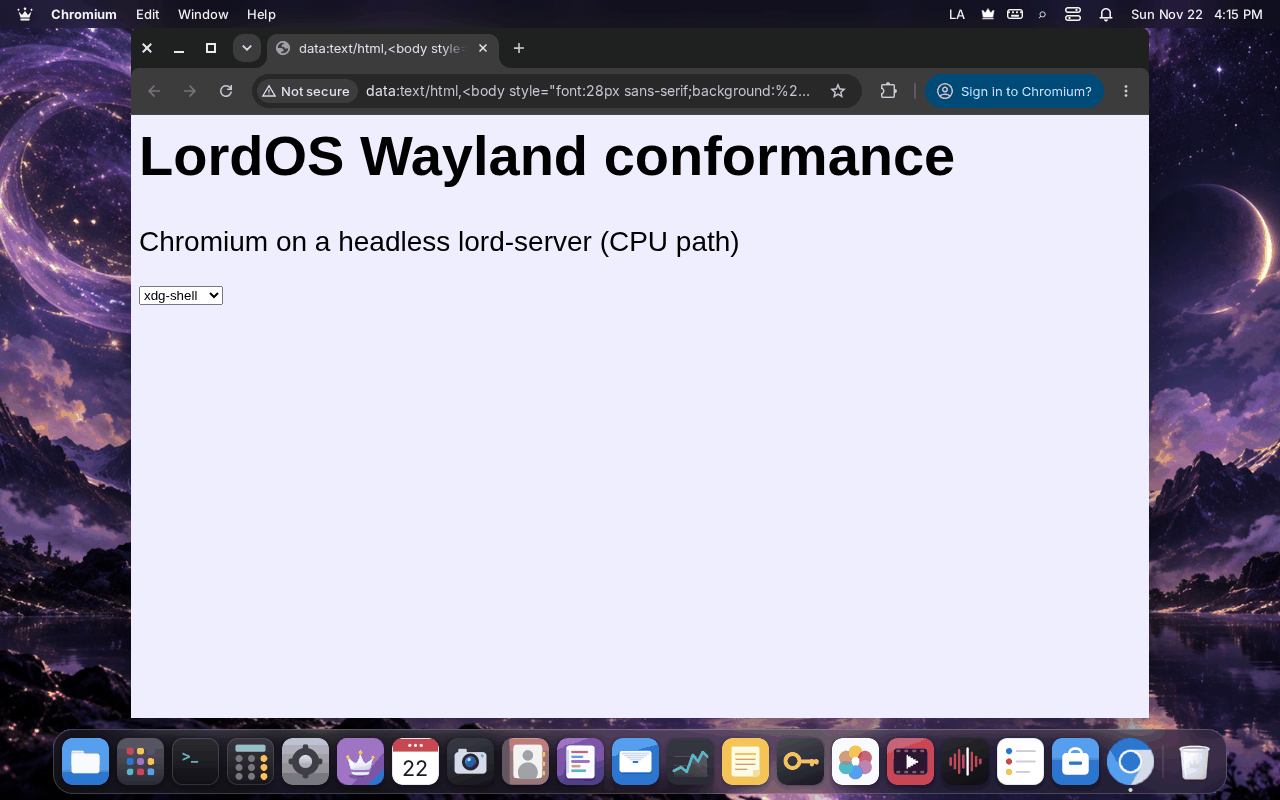 Chromium Edit Window Help
LA Sun Nov 22 4:15 PM
data:text/html,<body style=
Not secure data:text/html,<body style="font:28px sans-serif;background:%2... Sign in to Chromium?
LordOS Wayland conformance
Chromium on a headless lord-server (CPU path)
xdg-shell
>_
22